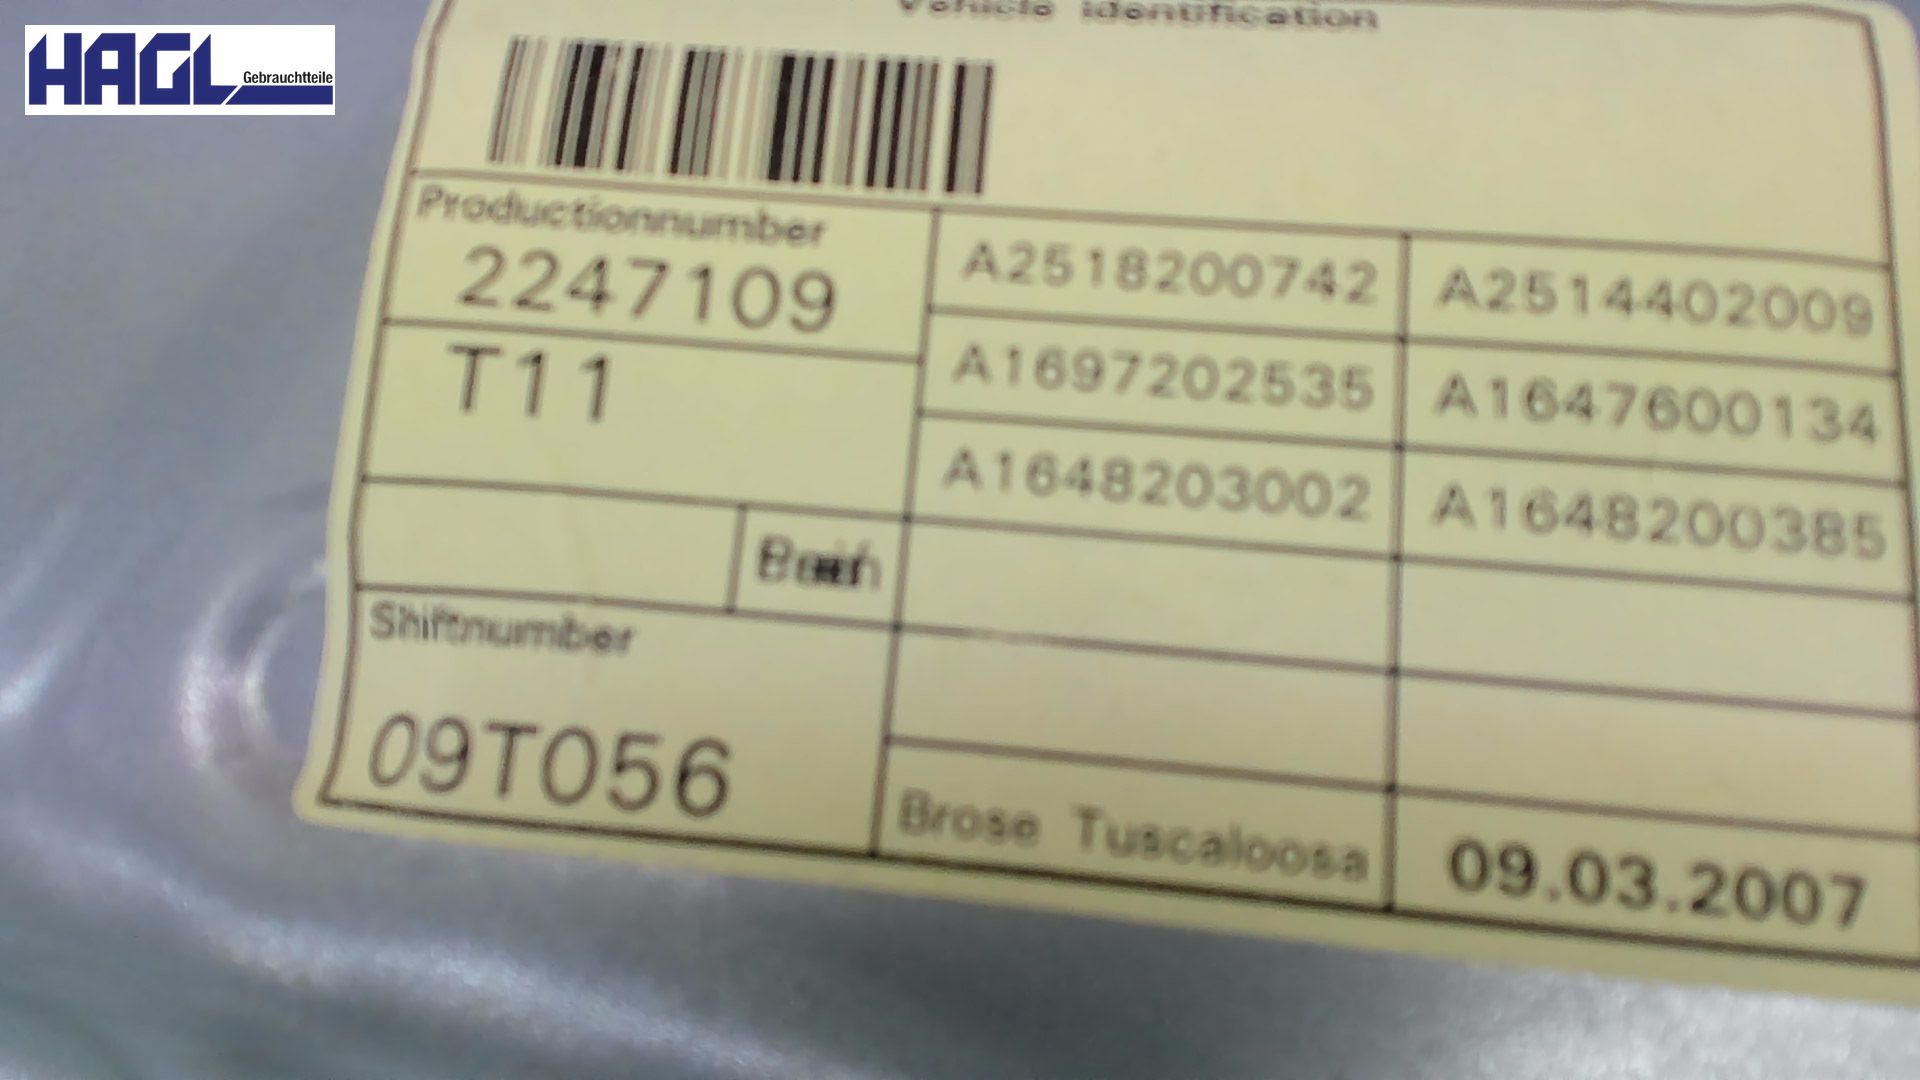 HAGL
Gebrauchtteile
Vehicle identification
Productionnumber
2247109
A2518200742 A2514402009
T11
A1697202535 A1647600134
A1648203002 A1648200385
Shiftnumber
09T056
Brose Tuscaloosa 09.03.2007